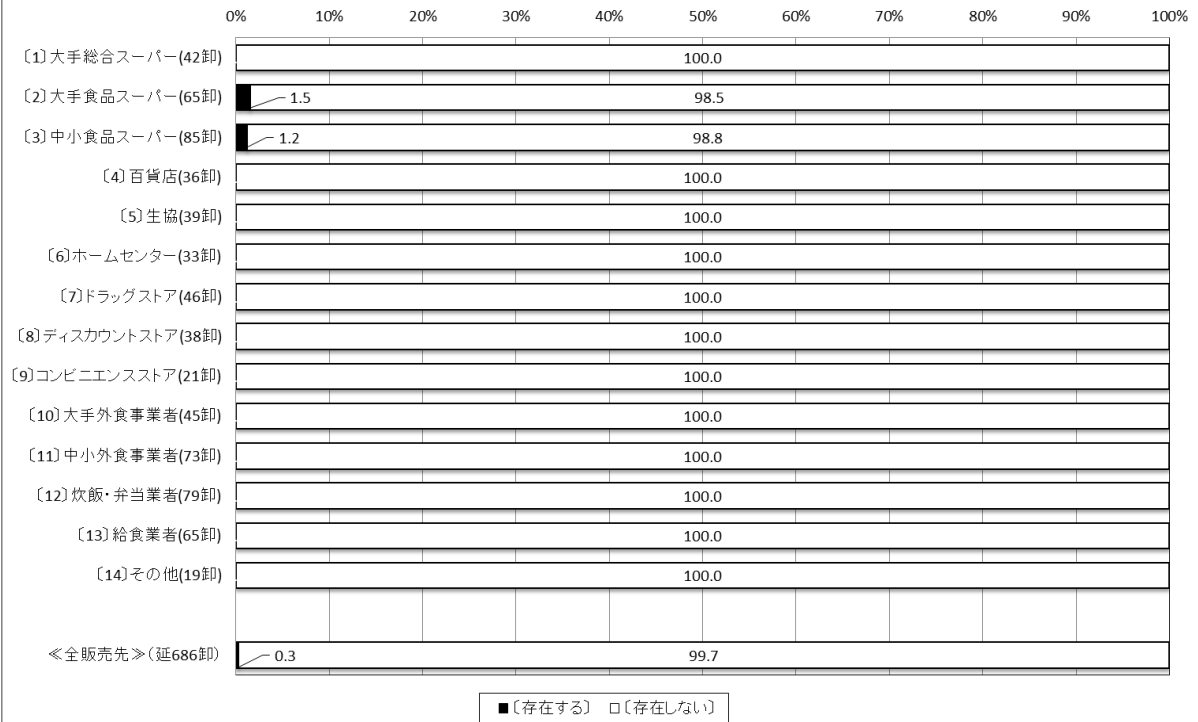 0% 10% 20% 30% 40% 50% 60% 70% 80% 90% 100%
〔1〕大手総合スーパー(42卸) 100.0
〔2〕大手食品スーパー(65卸) 1.5 98.5
〔3〕中小食品スーパー(85卸) 1.2 98.8
〔4〕百貨店(36卸) 100.0
〔5〕生協(39卸) 100.0
〔6〕ホームセンター(33卸) 100.0
〔7〕ドラッグストア(46卸) 100.0
〔8〕ディスカウントストア(38卸) 100.0
〔9〕コンビニエンスストア(21卸) 100.0
〔10〕大手外食事業者(45卸) 100.0
〔11〕中小外食事業者(73卸) 100.0
〔12〕炊飯・弁当業者(79卸) 100.0
〔13〕給食業者(65卸) 100.0
〔14〕その他(19卸) 100.0
≪全販売先≫(延686卸) 0.3 99.7
■〔存在する〕 □〔存在しない〕